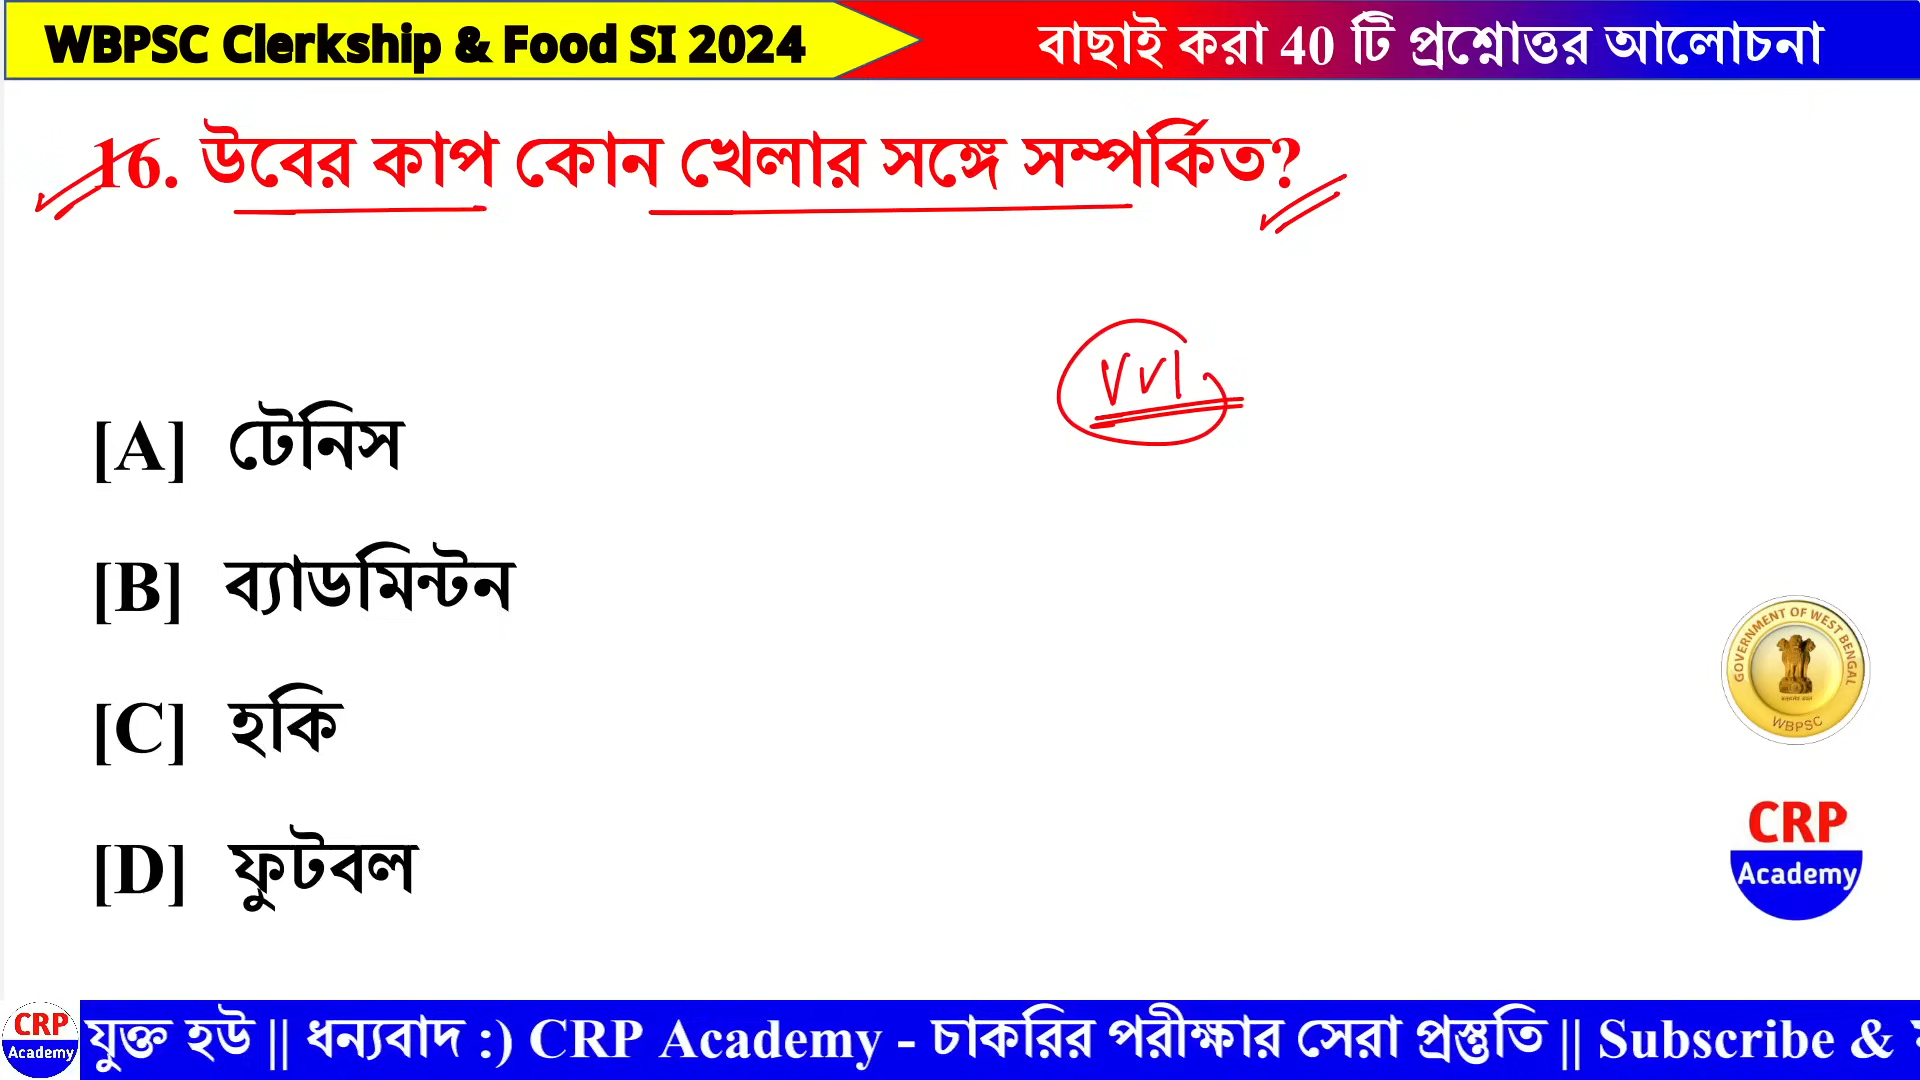 WBPSC Clerkship & Food SI 2024
বাছাই করা 40 টি প্রশ্নোত্তর আলোচনা
16. উবের কাপ কোন খেলার সঙ্গে সম্পর্কিত?
VVI
[A] টেনিস
[B] ব্যাডমিন্টন
[C] হকি
[D] ফুটবল
GOVERNMENT OF WEST BENGAL
WBPSC
CRP
Academy
CRP
Academy
যুক্ত হউ || ধন্যবাদ :) CRP Academy - চাকরির পরীক্ষার সেরা প্রস্তুতি || Subscribe &